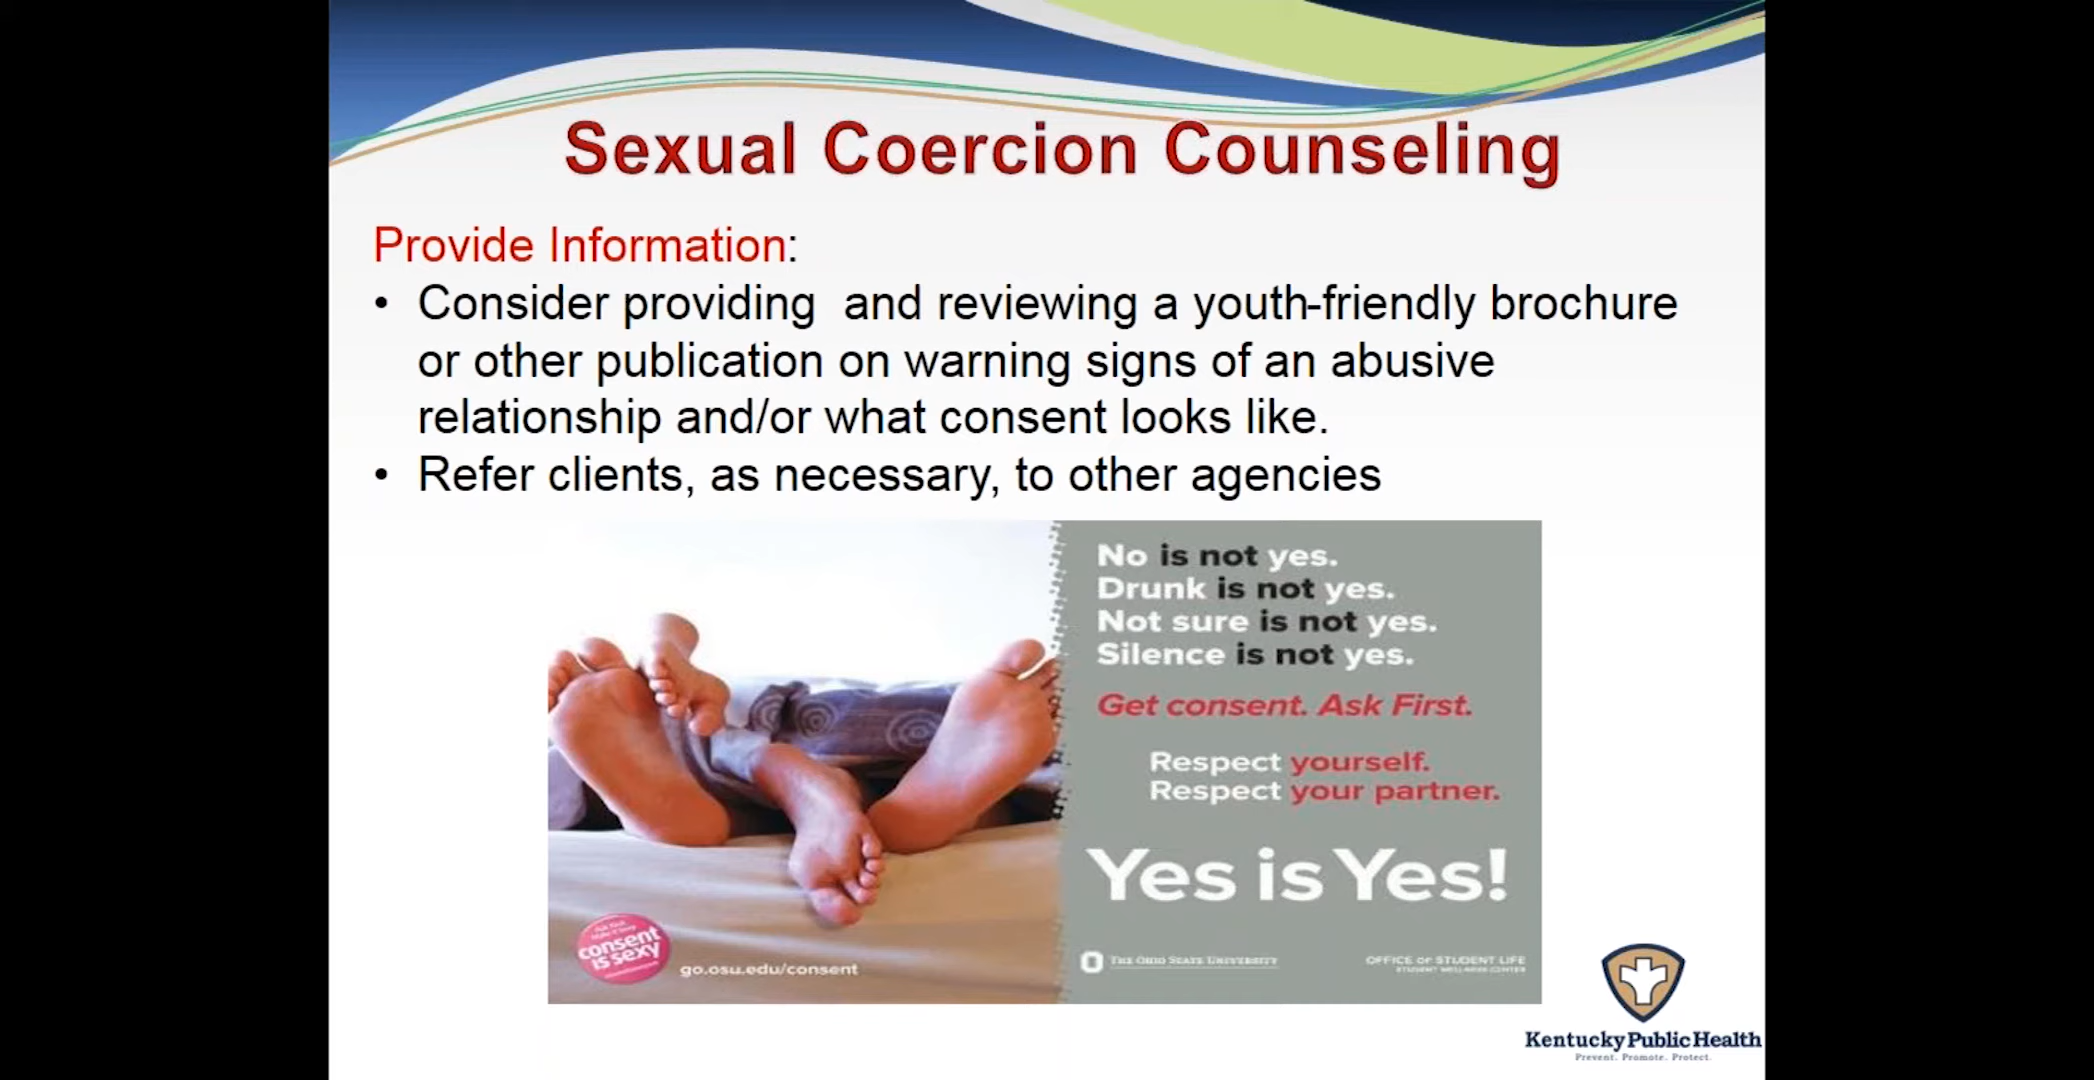 Sexual Coercion Counseling
Provide Information:
• Consider providing  and reviewing a youth-friendly brochure
or other publication on warning signs of an abusive
relationship and/or what consent looks like.
• Refer clients, as necessary, to other agencies
No is not yes.
Drunk is not yes.
Not sure is not yes.
Silence is not yes.
Get consent. Ask First.
Respect yourself.
Respect your partner.
Yes is Yes!
consent
is sexy
go.osu.edu/consent
THE OHIO STATE UNIVERSITY
OFFICE OF STUDENT LIFE
STUDENT WELLNESS CENTER
Kentucky Public Health
Prevent. Promote. Protect.